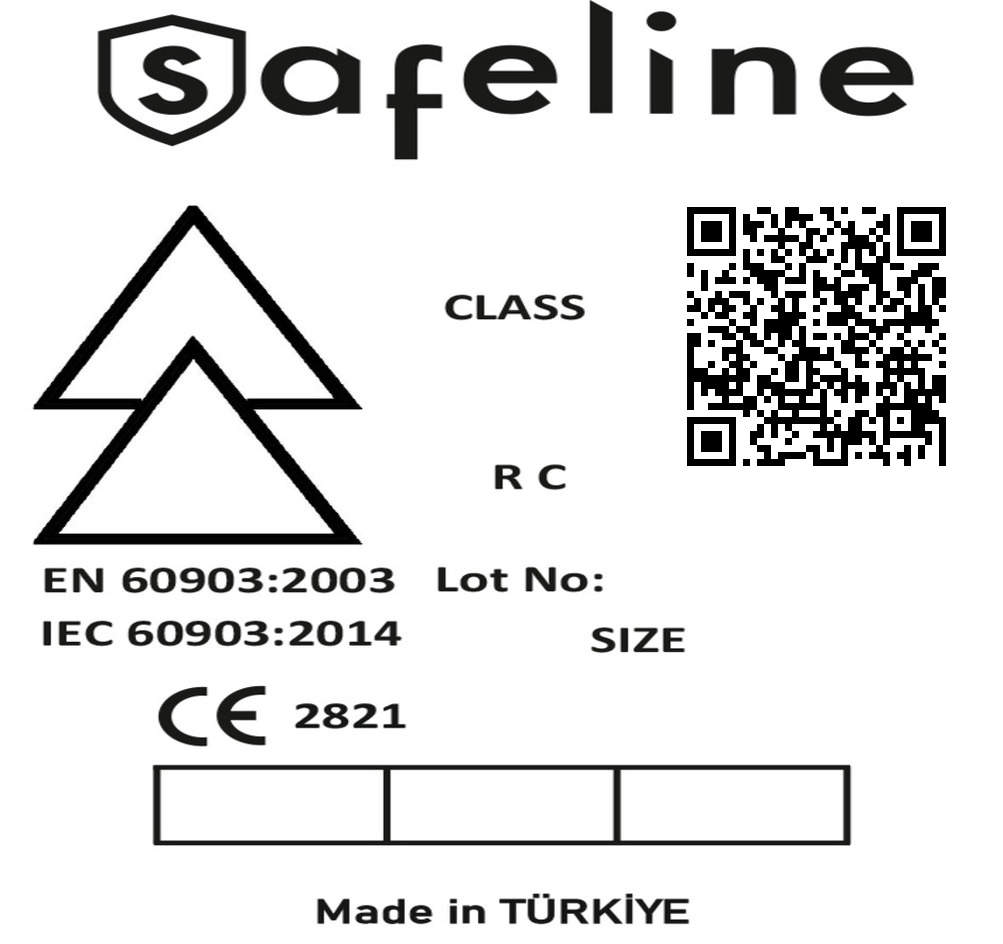 safeline
CLASS
R C
EN 60903:2003 Lot No:
IEC 60903:2014
SIZE
CE 2821
Made in TÜRKİYE